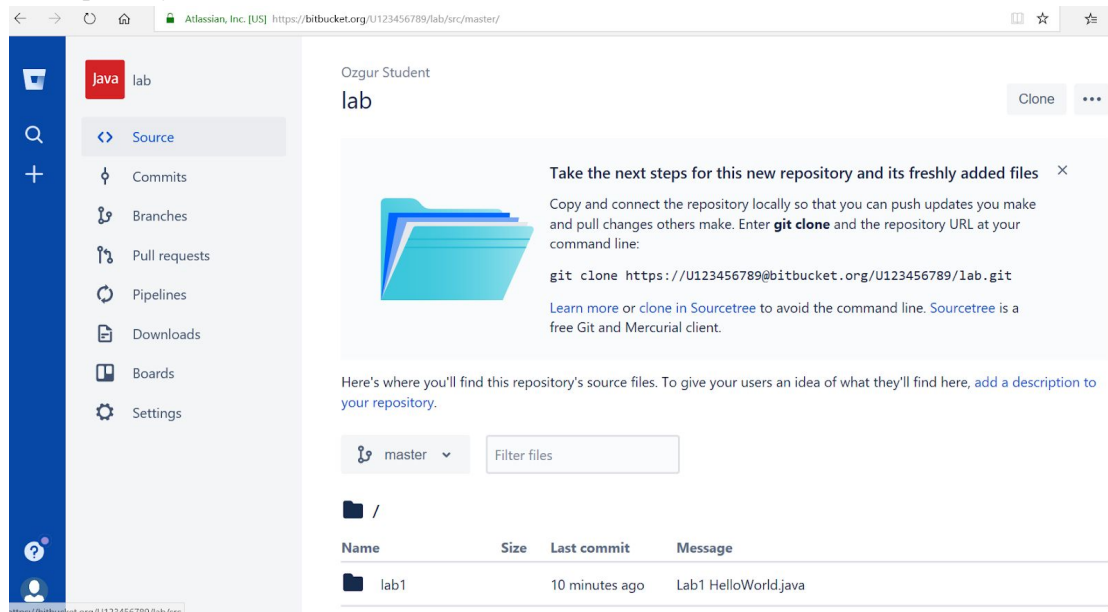 Atlassian, Inc. [US] https://bitbucket.org/U123456789/lab/src/master/
Java lab
Source
Commits
Branches
Pull requests
Pipelines
Downloads
Boards
Settings
Ozgur Student
lab
Clone
Take the next steps for this new repository and its freshly added files
Copy and connect the repository locally so that you can push updates you make
and pull changes others make. Enter git clone and the repository URL at your
command line:
git clone https://U123456789@bitbucket.org/U123456789/lab.git
Learn more or clone in Sourcetree to avoid the command line. Sourcetree is a
free Git and Mercurial client.
Here's where you'll find this repository's source files. To give your users an idea of what they'll find here, add a description to
your repository.
master
Filter files
/
Name Size Last commit Message
lab1 10 minutes ago Lab1 HelloWorld.java